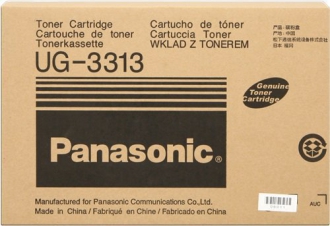 Toner Cartridge
Cartouche de toner
Tonerkassette
Cartucho de tóner
Cartuccia Toner
WKLAD Z TONEREM
UG-3313
Genuine
Toner
Cartridge
Panasonic®
Manufactured for Panasonic Communications Co.,Ltd.
Made in China / Fabriqué en Chine / Fabricado en China
AUC